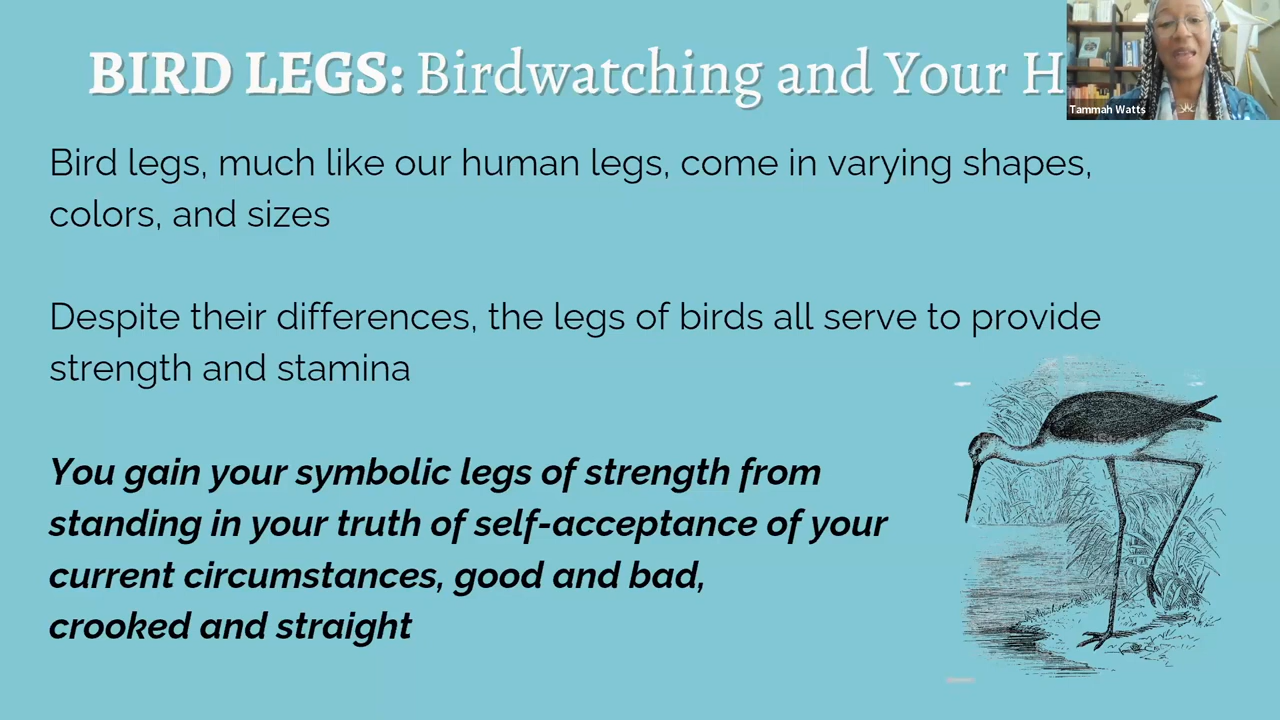 BIRD LEGS: Birdwatching and Your H
Tammah Watts
Bird legs, much like our human legs, come in varying shapes,
colors, and sizes
Despite their differences, the legs of birds all serve to provide
strength and stamina
You gain your symbolic legs of strength from
standing in your truth of self-acceptance of your
current circumstances, good and bad,
crooked and straight